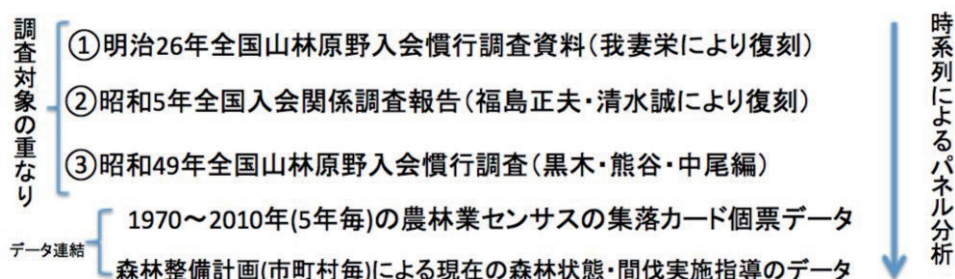 調査対象の重なり
①明治26年全国山林原野入会慣行調査資料(我妻栄により復刻)
②昭和5年全国入会関係調査報告(福島正夫・清水誠により復刻)
③昭和49年全国山林原野入会慣行調査(黒木・熊谷・中尾編)
データ連結
1970～2010年(5年毎)の農林業センサスの集落カード個票データ
森林整備計画(市町村毎)による現在の森林状態・間伐実施指導のデータ
時系列によるパネル分析